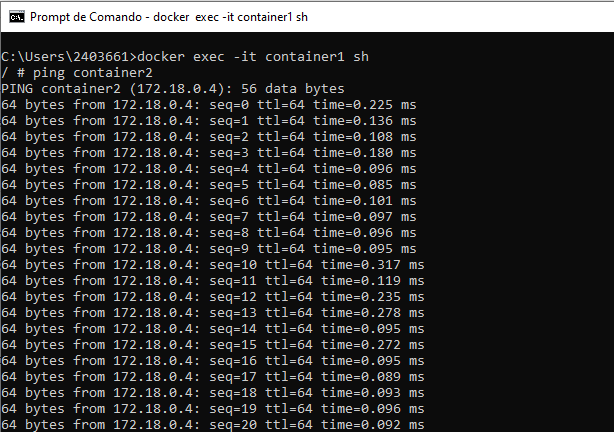 Prompt de Comando - docker exec -it container1 sh
C:\Users\2403661>docker exec -it container1 sh
/ # ping container2
PING container2 (172.18.0.4): 56 data bytes
64 bytes from 172.18.0.4: seq=0 ttl=64 time=0.225 ms
64 bytes from 172.18.0.4: seq=1 ttl=64 time=0.136 ms
64 bytes from 172.18.0.4: seq=2 ttl=64 time=0.108 ms
64 bytes from 172.18.0.4: seq=3 ttl=64 time=0.180 ms
64 bytes from 172.18.0.4: seq=4 ttl=64 time=0.096 ms
64 bytes from 172.18.0.4: seq=5 ttl=64 time=0.085 ms
64 bytes from 172.18.0.4: seq=6 ttl=64 time=0.101 ms
64 bytes from 172.18.0.4: seq=7 ttl=64 time=0.097 ms
64 bytes from 172.18.0.4: seq=8 ttl=64 time=0.096 ms
64 bytes from 172.18.0.4: seq=9 ttl=64 time=0.095 ms
64 bytes from 172.18.0.4: seq=10 ttl=64 time=0.317 ms
64 bytes from 172.18.0.4: seq=11 ttl=64 time=0.119 ms
64 bytes from 172.18.0.4: seq=12 ttl=64 time=0.235 ms
64 bytes from 172.18.0.4: seq=13 ttl=64 time=0.278 ms
64 bytes from 172.18.0.4: seq=14 ttl=64 time=0.095 ms
64 bytes from 172.18.0.4: seq=15 ttl=64 time=0.272 ms
64 bytes from 172.18.0.4: seq=16 ttl=64 time=0.095 ms
64 bytes from 172.18.0.4: seq=17 ttl=64 time=0.089 ms
64 bytes from 172.18.0.4: seq=18 ttl=64 time=0.093 ms
64 bytes from 172.18.0.4: seq=19 ttl=64 time=0.096 ms
64 bytes from 172.18.0.4: seq=20 ttl=64 time=0.092 ms